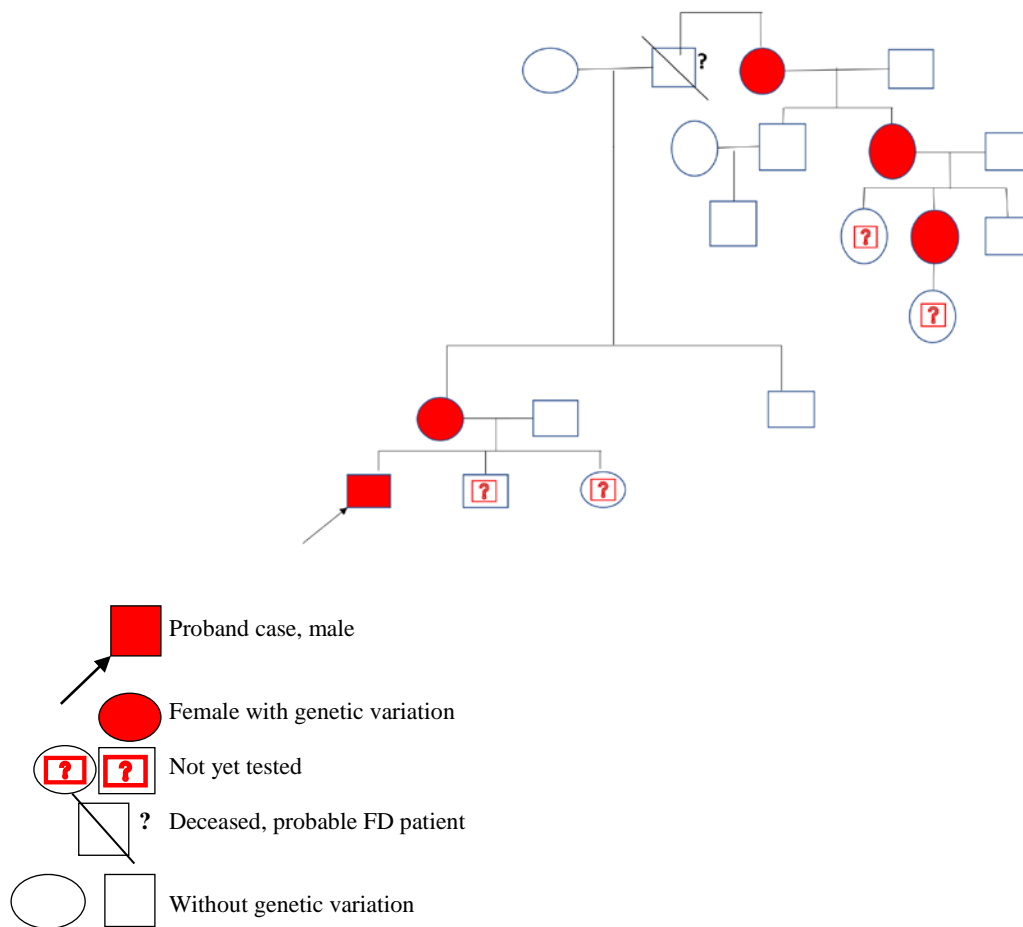 ?
?
?
?
?
?
Proband case, male
Female with genetic variation
? ? Not yet tested
? Deceased, probable FD patient
Without genetic variation